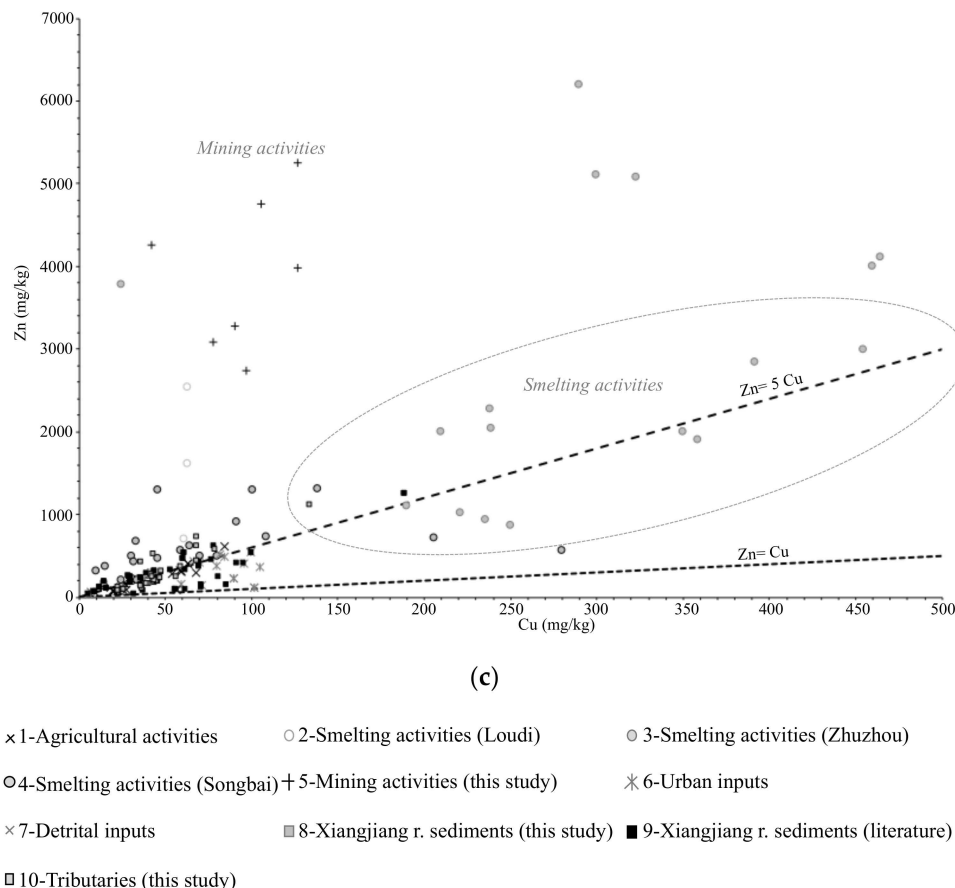 7000
6000
Mining activities
5000
Zn (mg/kg)
4000
3000
Smelting activities
Zn= 5 Cu
2000
1000
Zn= Cu
0
0 50 100 150 200 250 300 350 400 450 500
Cu (mg/kg)
(c)
×1-Agricultural activities ○2-Smelting activities (Loudi) ○3-Smelting activities (Zhuzhou)
○4-Smelting activities (Songbai) +5-Mining activities (this study) 6-Urban inputs
×7-Detrital inputs ■8-Xiangjiang r. sediments (this study) ■9-Xiangjiang r. sediments (literature)
■10-Tributaries (this study)